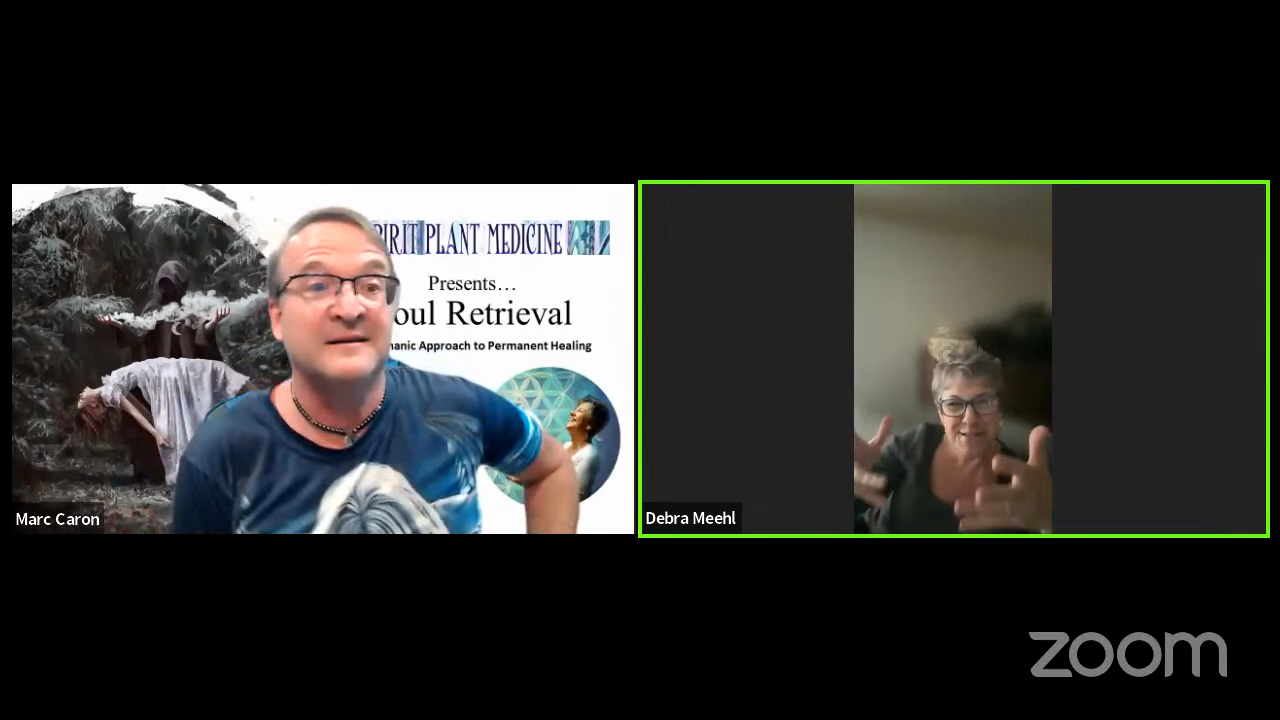 PIRIT PLANT MEDICINE
Presents…
oul Retrieval
manic Approach to Permanent Healing
Marc Caron
Debra Meehl
zoom